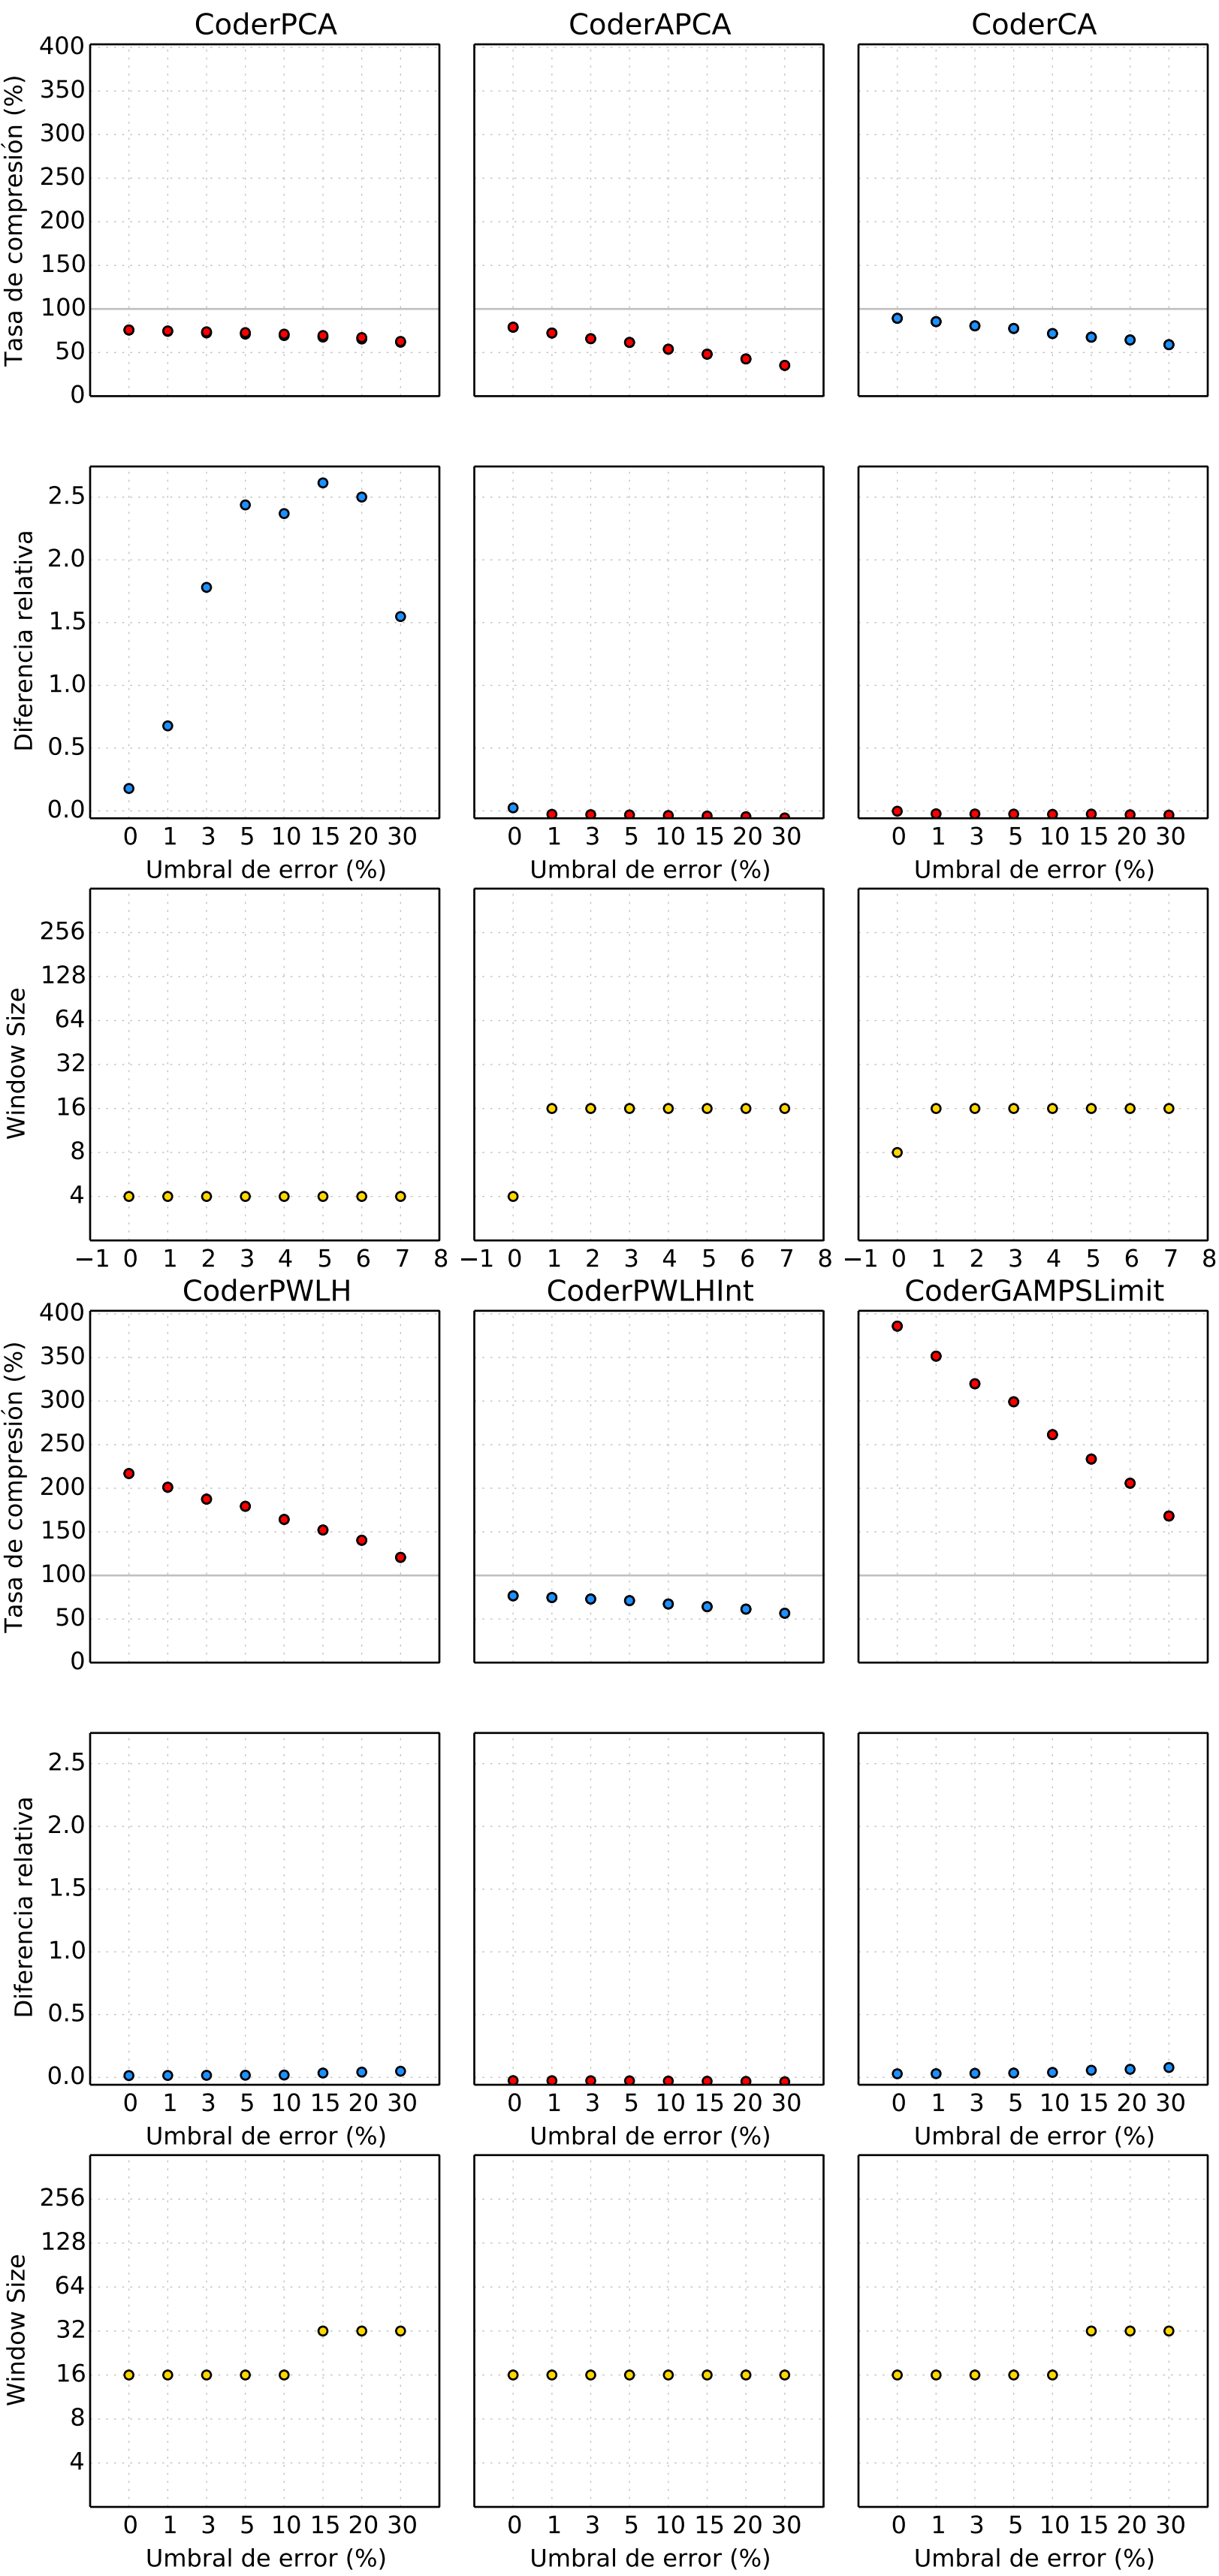 CoderPCA CoderAPCA CoderCA
Tasa de compresión (%)
400
350
300
250
200
150
100
50
0
Diferencia relativa
2.5
2.0
1.5
1.0
0.5
0.0
0 1 3 5 10 15 20 30 0 1 3 5 10 15 20 30 0 1 3 5 10 15 20 30
Umbral de error (%) Umbral de error (%) Umbral de error (%)
Window Size
256
128
64
32
16
8
4
−1 0 1 2 3 4 5 6 7 8 −1 0 1 2 3 4 5 6 7 8 −1 0 1 2 3 4 5 6 7 8
CoderPWLH CoderPWLHInt CoderGAMPSLimit
Tasa de compresión (%)
400
350
300
250
200
150
100
50
0
Diferencia relativa
2.5
2.0
1.5
1.0
0.5
0.0
0 1 3 5 10 15 20 30 0 1 3 5 10 15 20 30 0 1 3 5 10 15 20 30
Umbral de error (%) Umbral de error (%) Umbral de error (%)
Window Size
256
128
64
32
16
8
4
0 1 3 5 10 15 20 30 0 1 3 5 10 15 20 30 0 1 3 5 10 15 20 30
Umbral de error (%) Umbral de error (%) Umbral de error (%)